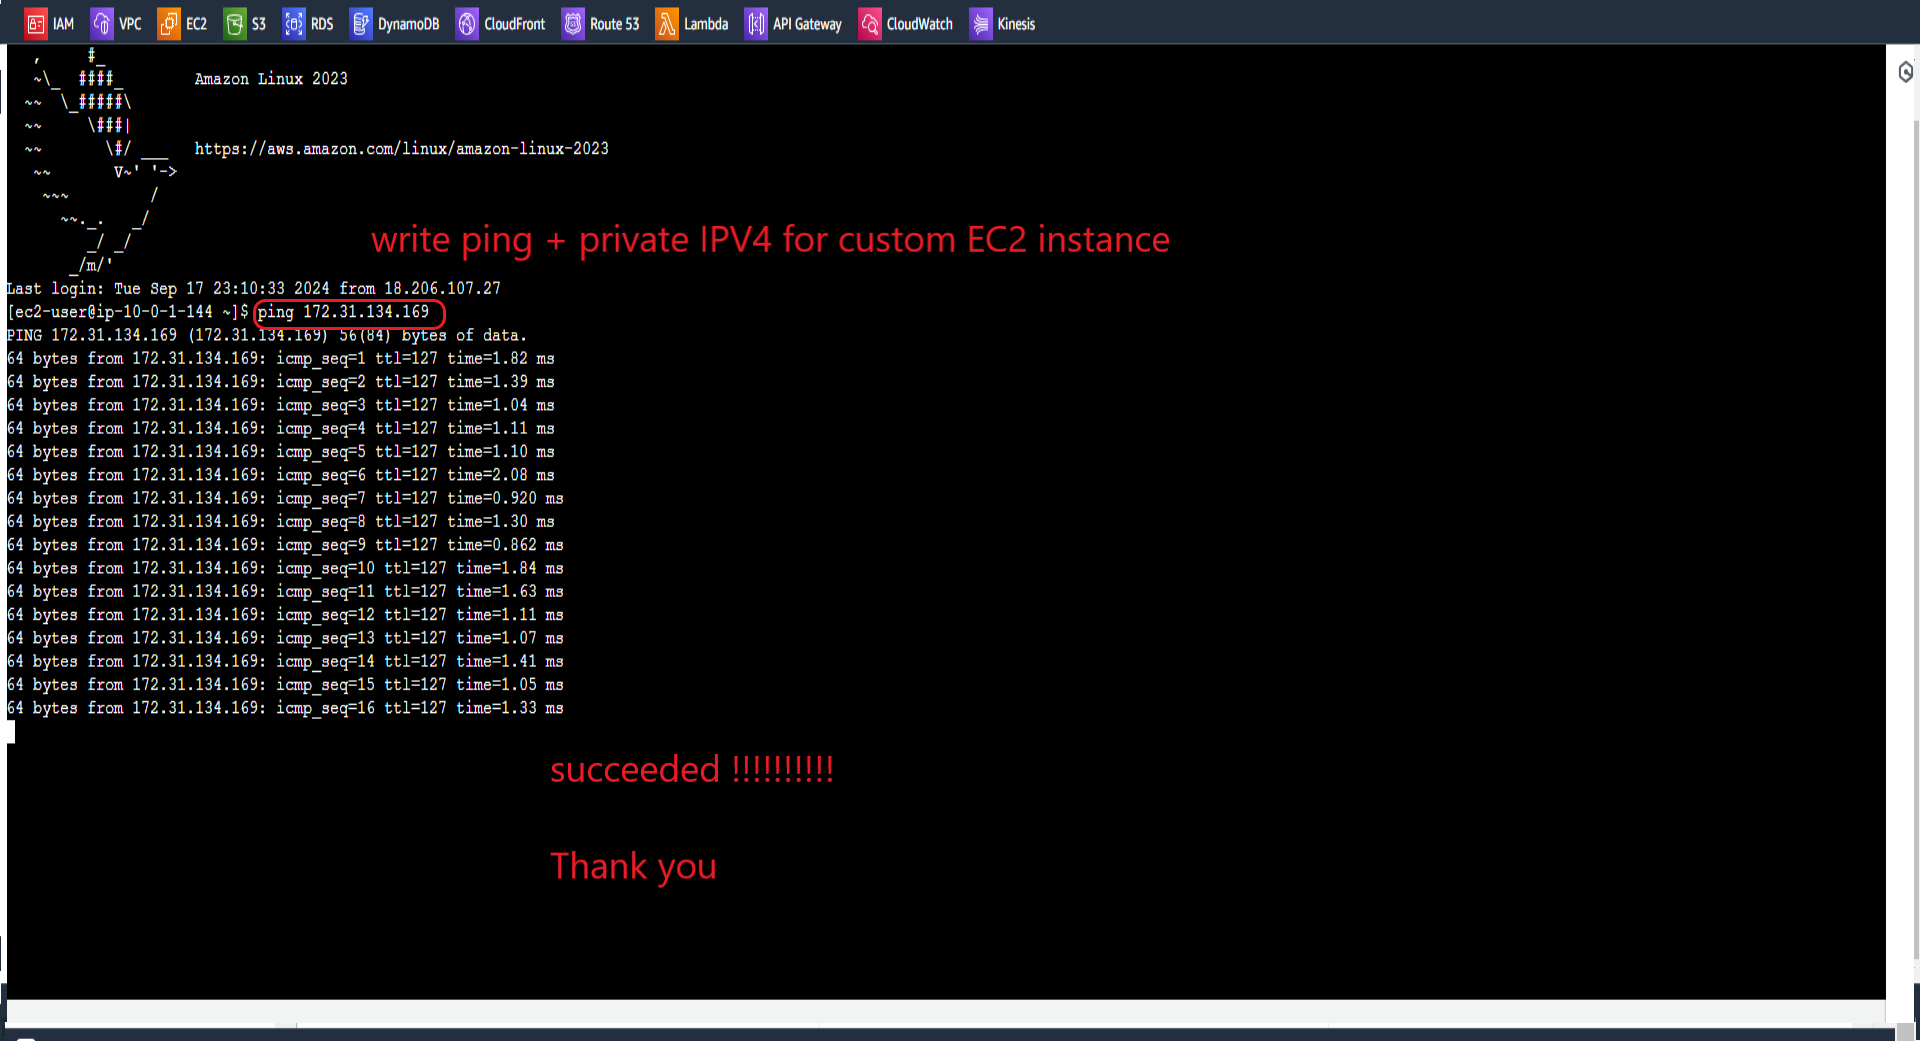 IAM VPC EC2 S3 RDS DynamoDB CloudFront Route 53 Lambda API Gateway CloudWatch Kinesis
   ,     #_
   ~\_  ####_        Amazon Linux 2023
  ~~  \_#####\
  ~~     \###|
  ~~       \#/ ___   https://aws.amazon.com/linux/amazon-linux-2023
   ~~       V~' '->
    ~~~         /
      ~~._.   _/
         _/ _/
       _/m/'
write ping + private IPV4 for custom EC2 instance
Last login: Tue Sep 17 23:10:33 2024 from 18.206.107.27
[ec2-user@ip-10-0-1-144 ~]$ ping 172.31.134.169
PING 172.31.134.169 (172.31.134.169) 56(84) bytes of data.
64 bytes from 172.31.134.169: icmp_seq=1 ttl=127 time=1.82 ms
64 bytes from 172.31.134.169: icmp_seq=2 ttl=127 time=1.39 ms
64 bytes from 172.31.134.169: icmp_seq=3 ttl=127 time=1.04 ms
64 bytes from 172.31.134.169: icmp_seq=4 ttl=127 time=1.11 ms
64 bytes from 172.31.134.169: icmp_seq=5 ttl=127 time=1.10 ms
64 bytes from 172.31.134.169: icmp_seq=6 ttl=127 time=2.08 ms
64 bytes from 172.31.134.169: icmp_seq=7 ttl=127 time=0.920 ms
64 bytes from 172.31.134.169: icmp_seq=8 ttl=127 time=1.30 ms
64 bytes from 172.31.134.169: icmp_seq=9 ttl=127 time=0.862 ms
64 bytes from 172.31.134.169: icmp_seq=10 ttl=127 time=1.84 ms
64 bytes from 172.31.134.169: icmp_seq=11 ttl=127 time=1.63 ms
64 bytes from 172.31.134.169: icmp_seq=12 ttl=127 time=1.11 ms
64 bytes from 172.31.134.169: icmp_seq=13 ttl=127 time=1.07 ms
64 bytes from 172.31.134.169: icmp_seq=14 ttl=127 time=1.41 ms
64 bytes from 172.31.134.169: icmp_seq=15 ttl=127 time=1.05 ms
64 bytes from 172.31.134.169: icmp_seq=16 ttl=127 time=1.33 ms
succeeded !!!!!!!!!!
Thank you